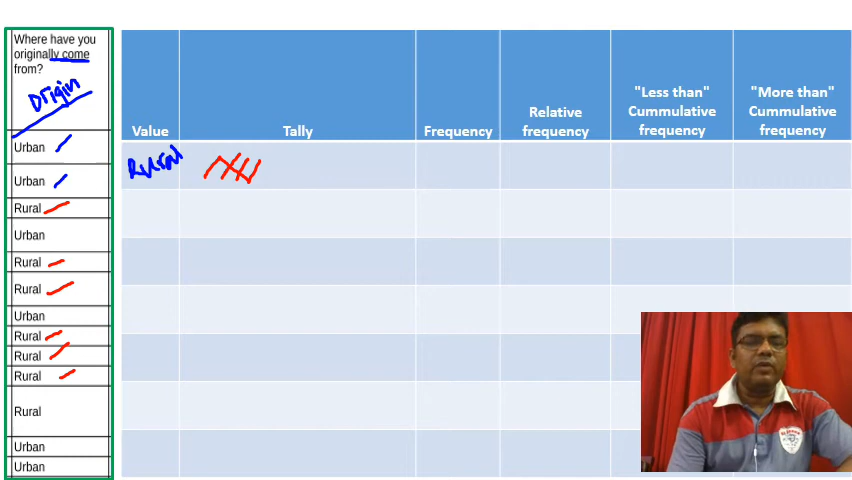 Where have you
originally come
from?
Origin
Urban
Urban
Rural
Urban
Rural
Rural
Urban
Rural
Rural
Rural
Rural
Urban
Urban
Value
Tally
Frequency
Relative
frequency
"Less than"
Cummulative
frequency
"More than"
Cummulative
frequency
Rural